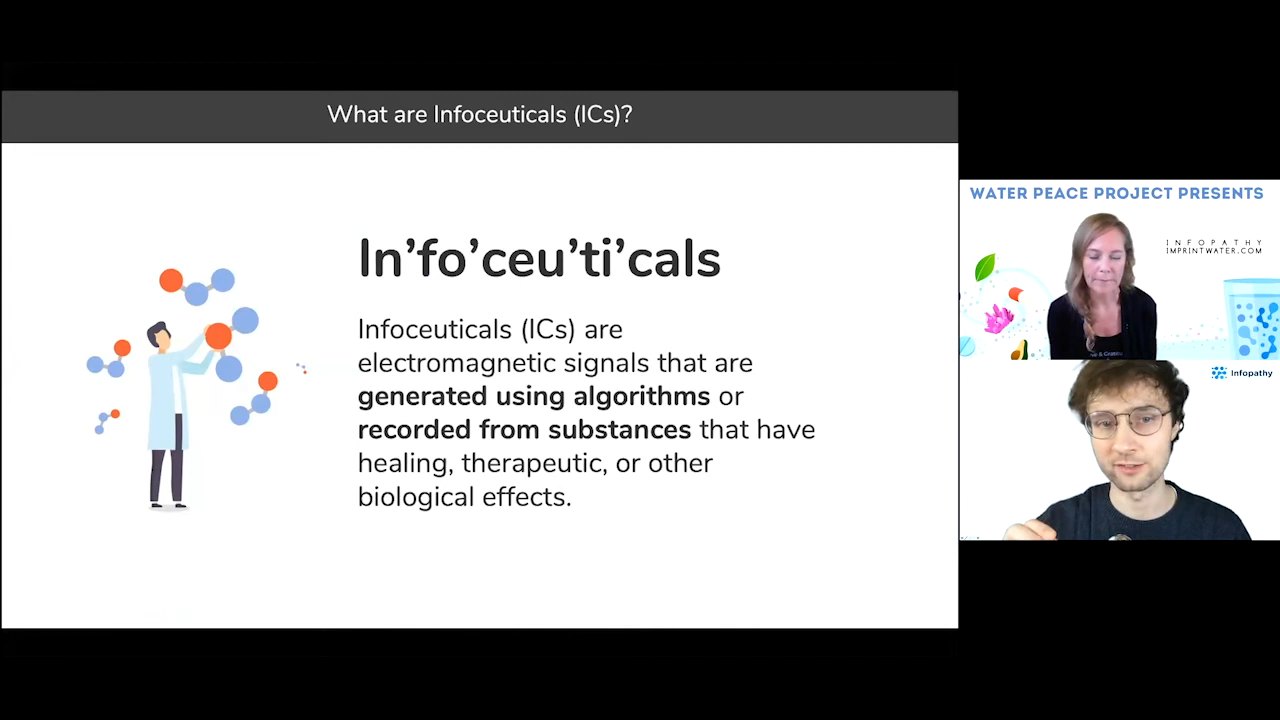 What are Infoceuticals (ICs)?
In’fo’ceu’ti’cals
Infoceuticals (ICs) are
electromagnetic signals that are
generated using algorithms or
recorded from substances that have
healing, therapeutic, or other
biological effects.
WATER PEACE PROJECT PRESENTS
INFOPATHY
IMPRINTWATER.COM
Infopathy